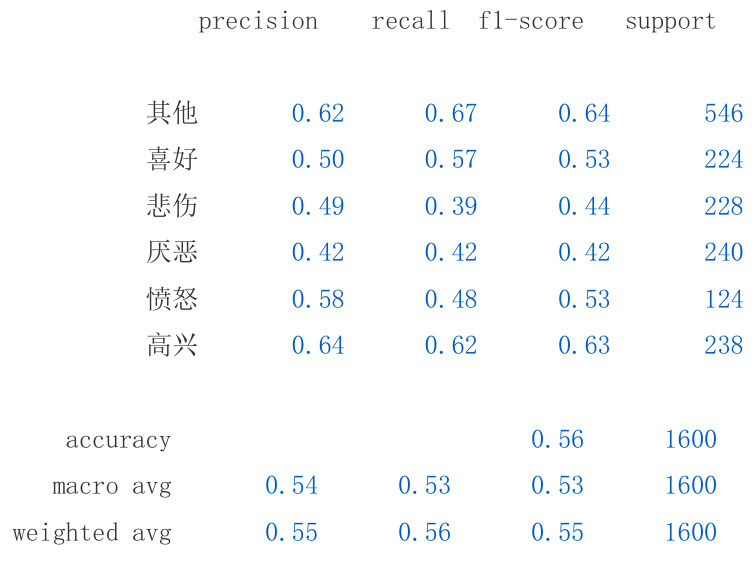 precision recall f1-score support
其他 0.62 0.67 0.64 546
喜好 0.50 0.57 0.53 224
悲伤 0.49 0.39 0.44 228
厌恶 0.42 0.42 0.42 240
愤怒 0.58 0.48 0.53 124
高兴 0.64 0.62 0.63 238
accuracy 0.56 1600
macro avg 0.54 0.53 0.53 1600
weighted avg 0.55 0.56 0.55 1600